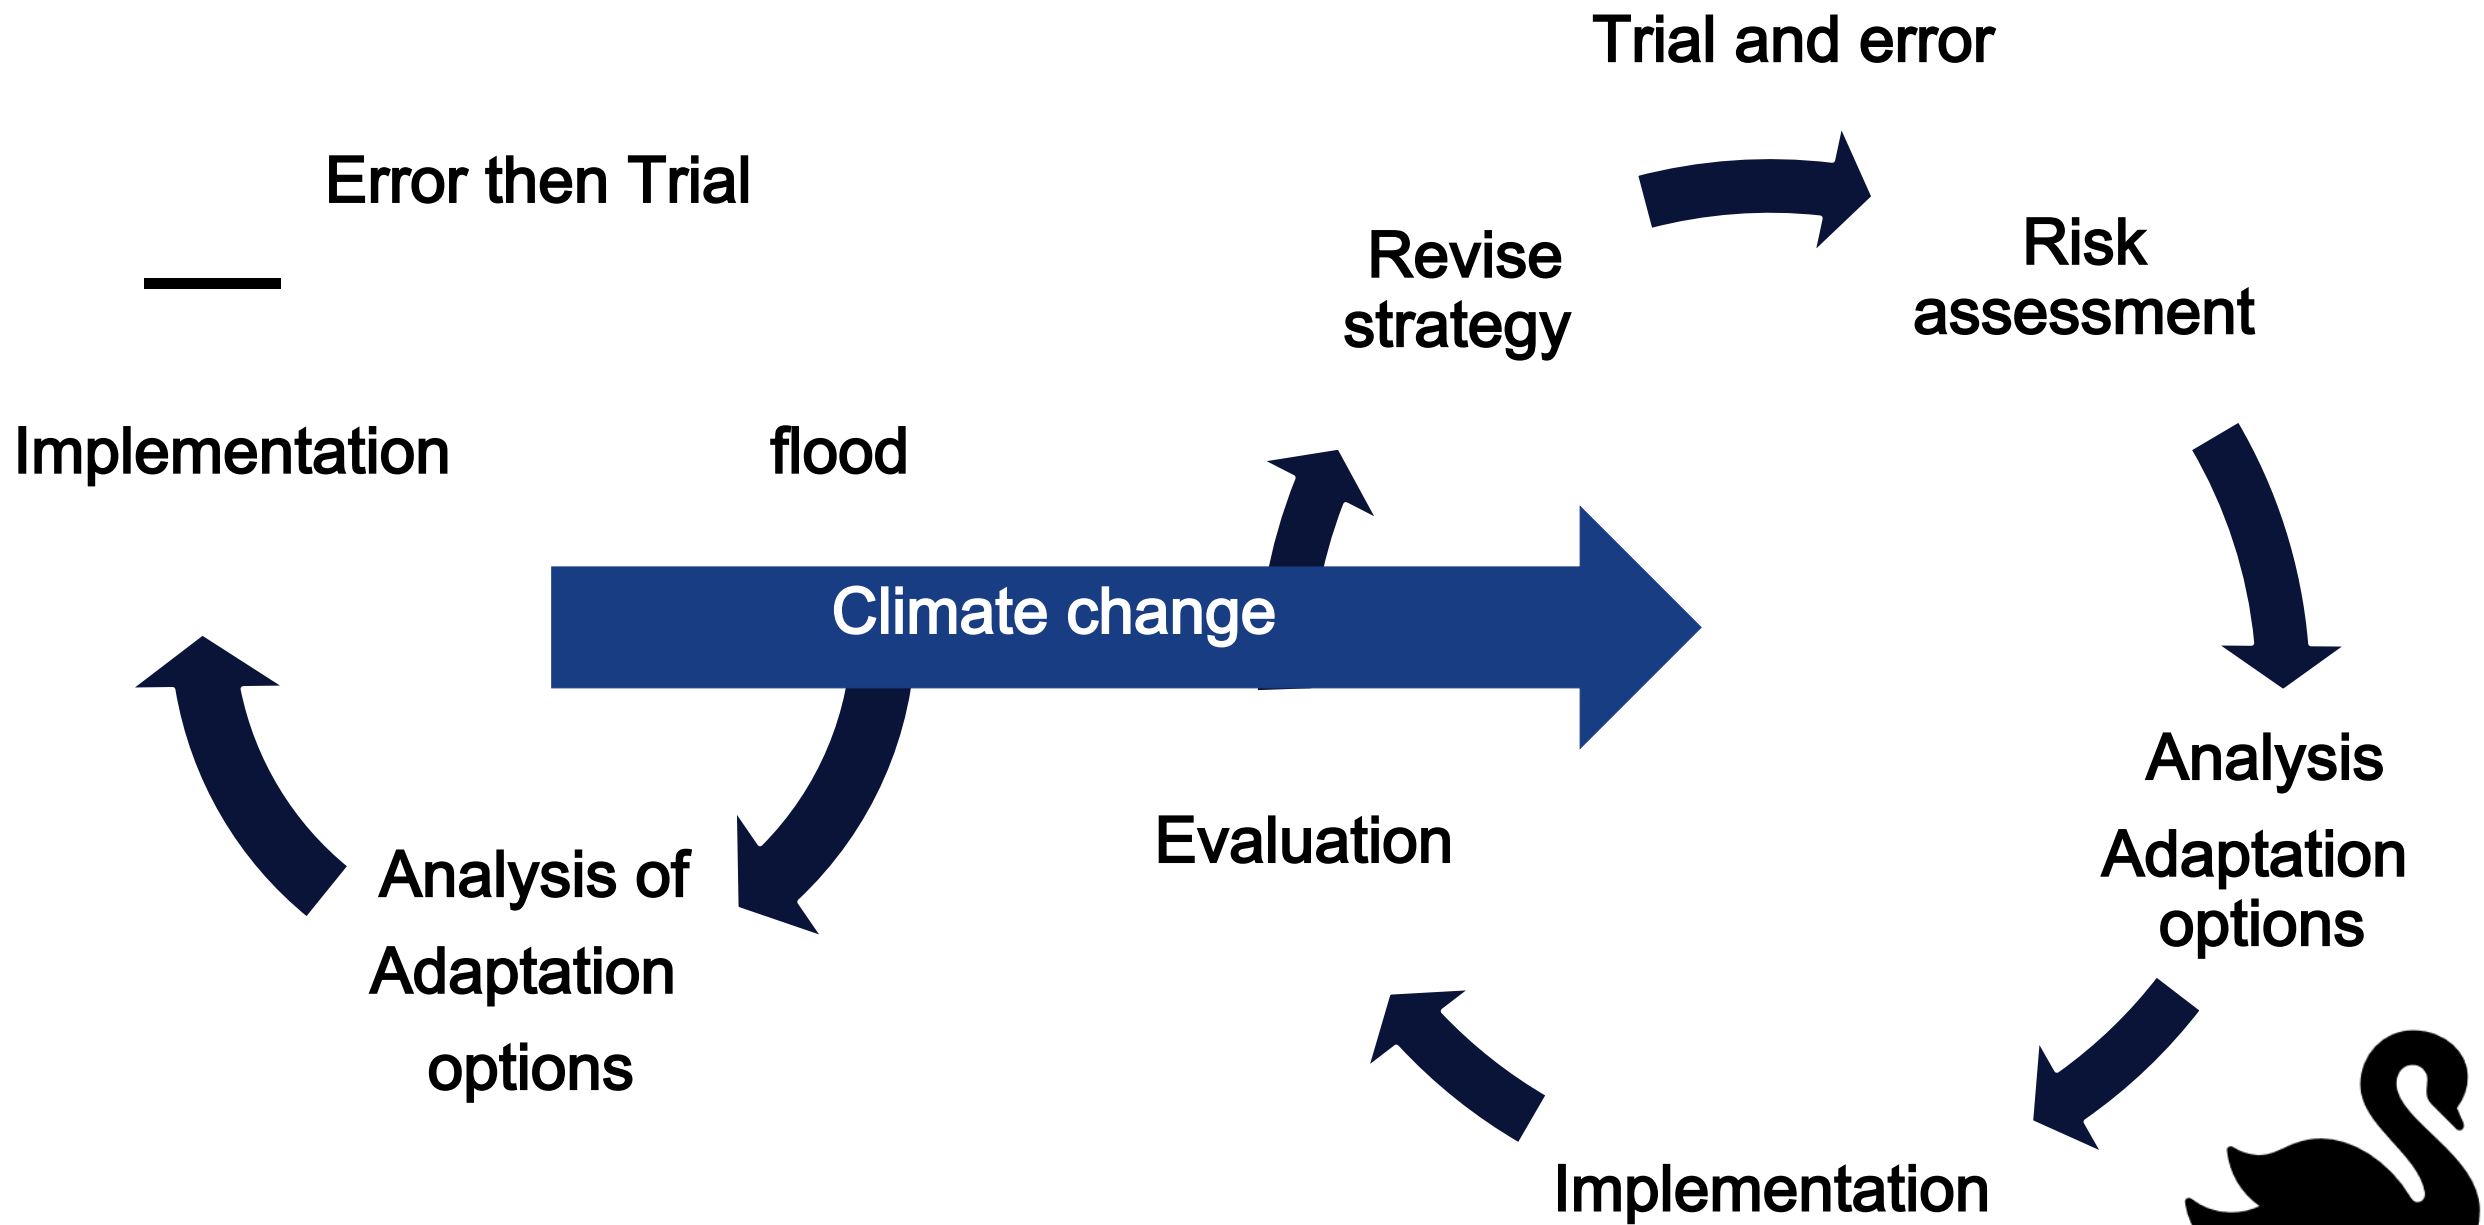 Trial and error
Error then Trial
Revise
strategy
Risk
assessment
Implementation
flood
Climate change
Analysis
Adaptation
options
Evaluation
Analysis of
Adaptation
options
Implementation